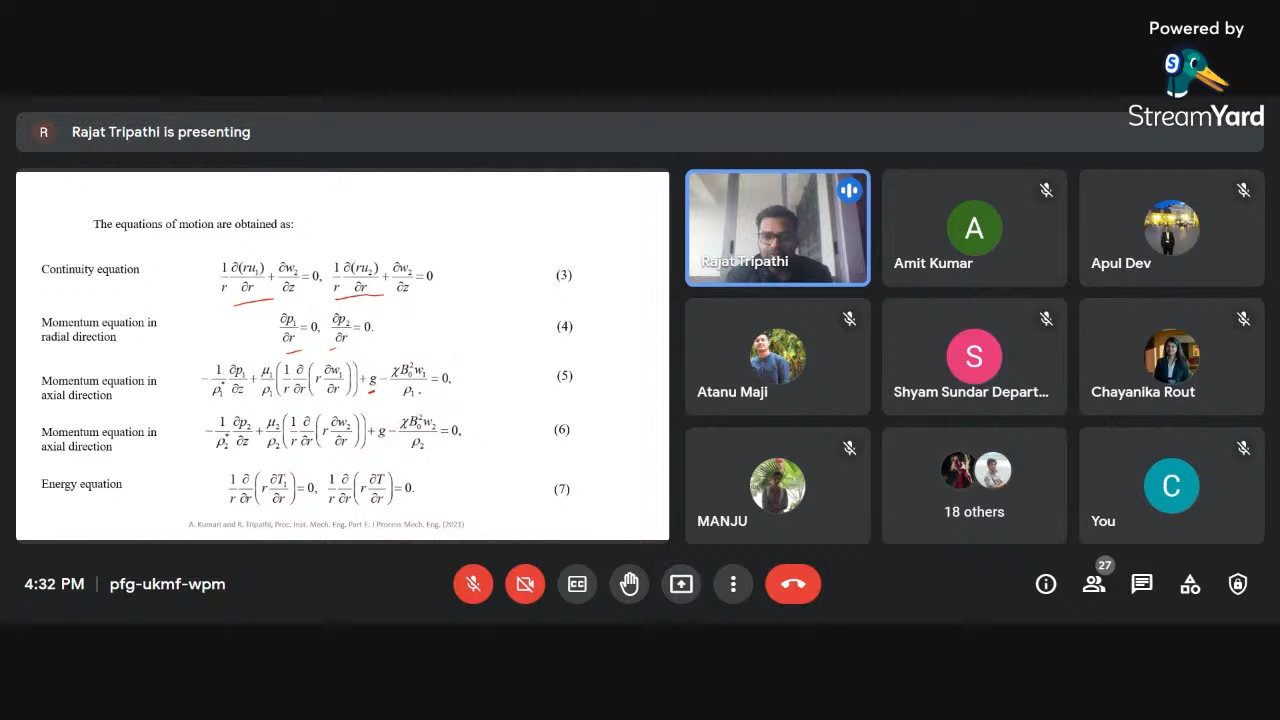 Powered by
S
StreamYard
R Rajat Tripathi is presenting
The equations of motion are obtained as:
Continuity equation 1/r ∂(ru₁)/∂r + ∂w₂/∂z = 0, 1/r ∂(ru₂)/∂r + ∂w₂/∂z = 0 (3)
Momentum equation in
radial direction ∂p₁/∂r = 0, ∂p₂/∂r = 0. (4)
Momentum equation in
axial direction − 1/ρ₁* ∂p₁/∂z + μ₁/ρ₁ (1/r ∂/∂r (r ∂w₁/∂r)) + g − χB₀²w₁/ρ₁ = 0, (5)
Momentum equation in
axial direction − 1/ρ₂* ∂p₂/∂z + μ₂/ρ₂ (1/r ∂/∂r (r ∂w₂/∂r)) + g − χB₀²w₂/ρ₂ = 0, (6)
Energy equation 1/r ∂/∂r (r ∂T₁/∂r) = 0, 1/r ∂/∂r (r ∂T/∂r) = 0. (7)
A. Kumari and R. Tripathi, Proc. Inst. Mech. Eng. Part E: J Process Mech. Eng. (2021)
Rajat Tripathi
A
Amit Kumar
Apul Dev
Atanu Maji
S
Shyam Sundar Depart...
Chayanika Rout
MANJU
18 others
C
You
4:32 PM | pfg-ukmf-wpm
CC
27